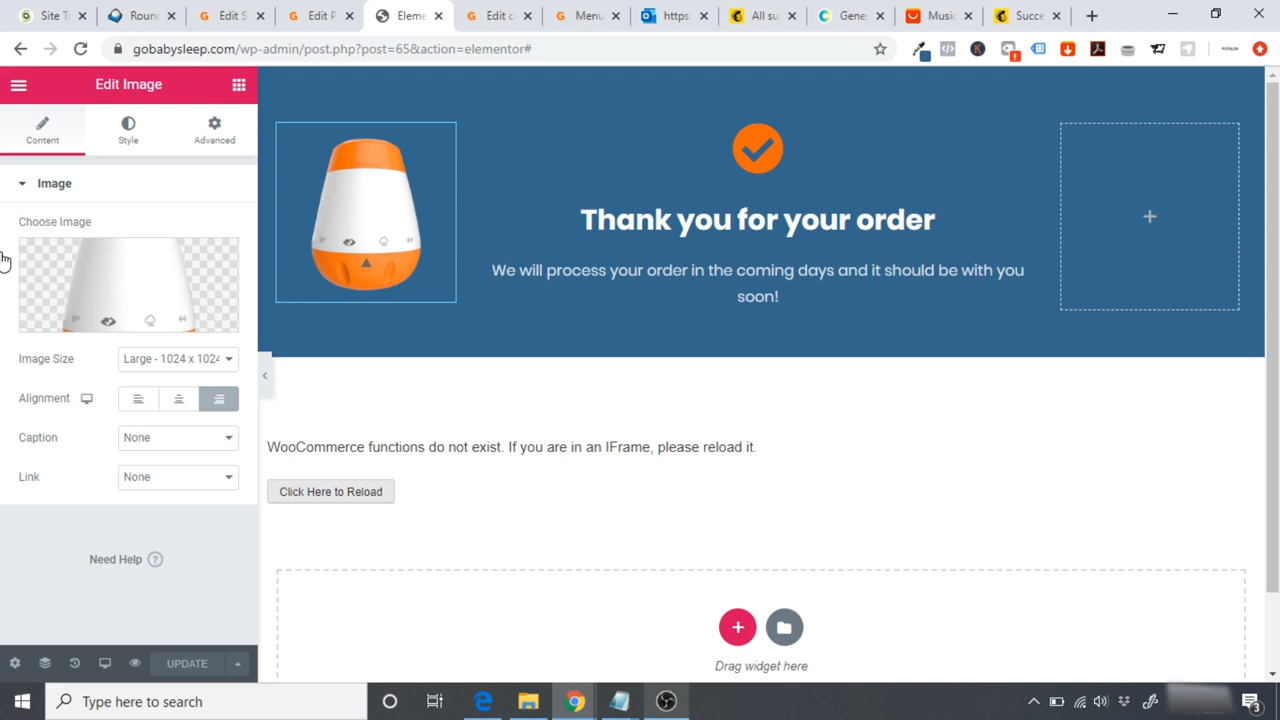 Site T
Roun
Edit S
Edit P
Eleme
Edit c
Menu
https:
All su
Gene
Music
Succe
gobabysleep.com/wp-admin/post.php?post=65&action=elementor#
Edit Image
Content
Style
Advanced
Image
Choose Image
Image Size
Large - 1024 x 1024
Alignment
Caption
None
Link
None
Need Help
UPDATE
Thank you for your order
We will process your order in the coming days and it should be with you
soon!
WooCommerce functions do not exist. If you are in an IFrame, please reload it.
Click Here to Reload
Drag widget here
Type here to search
3